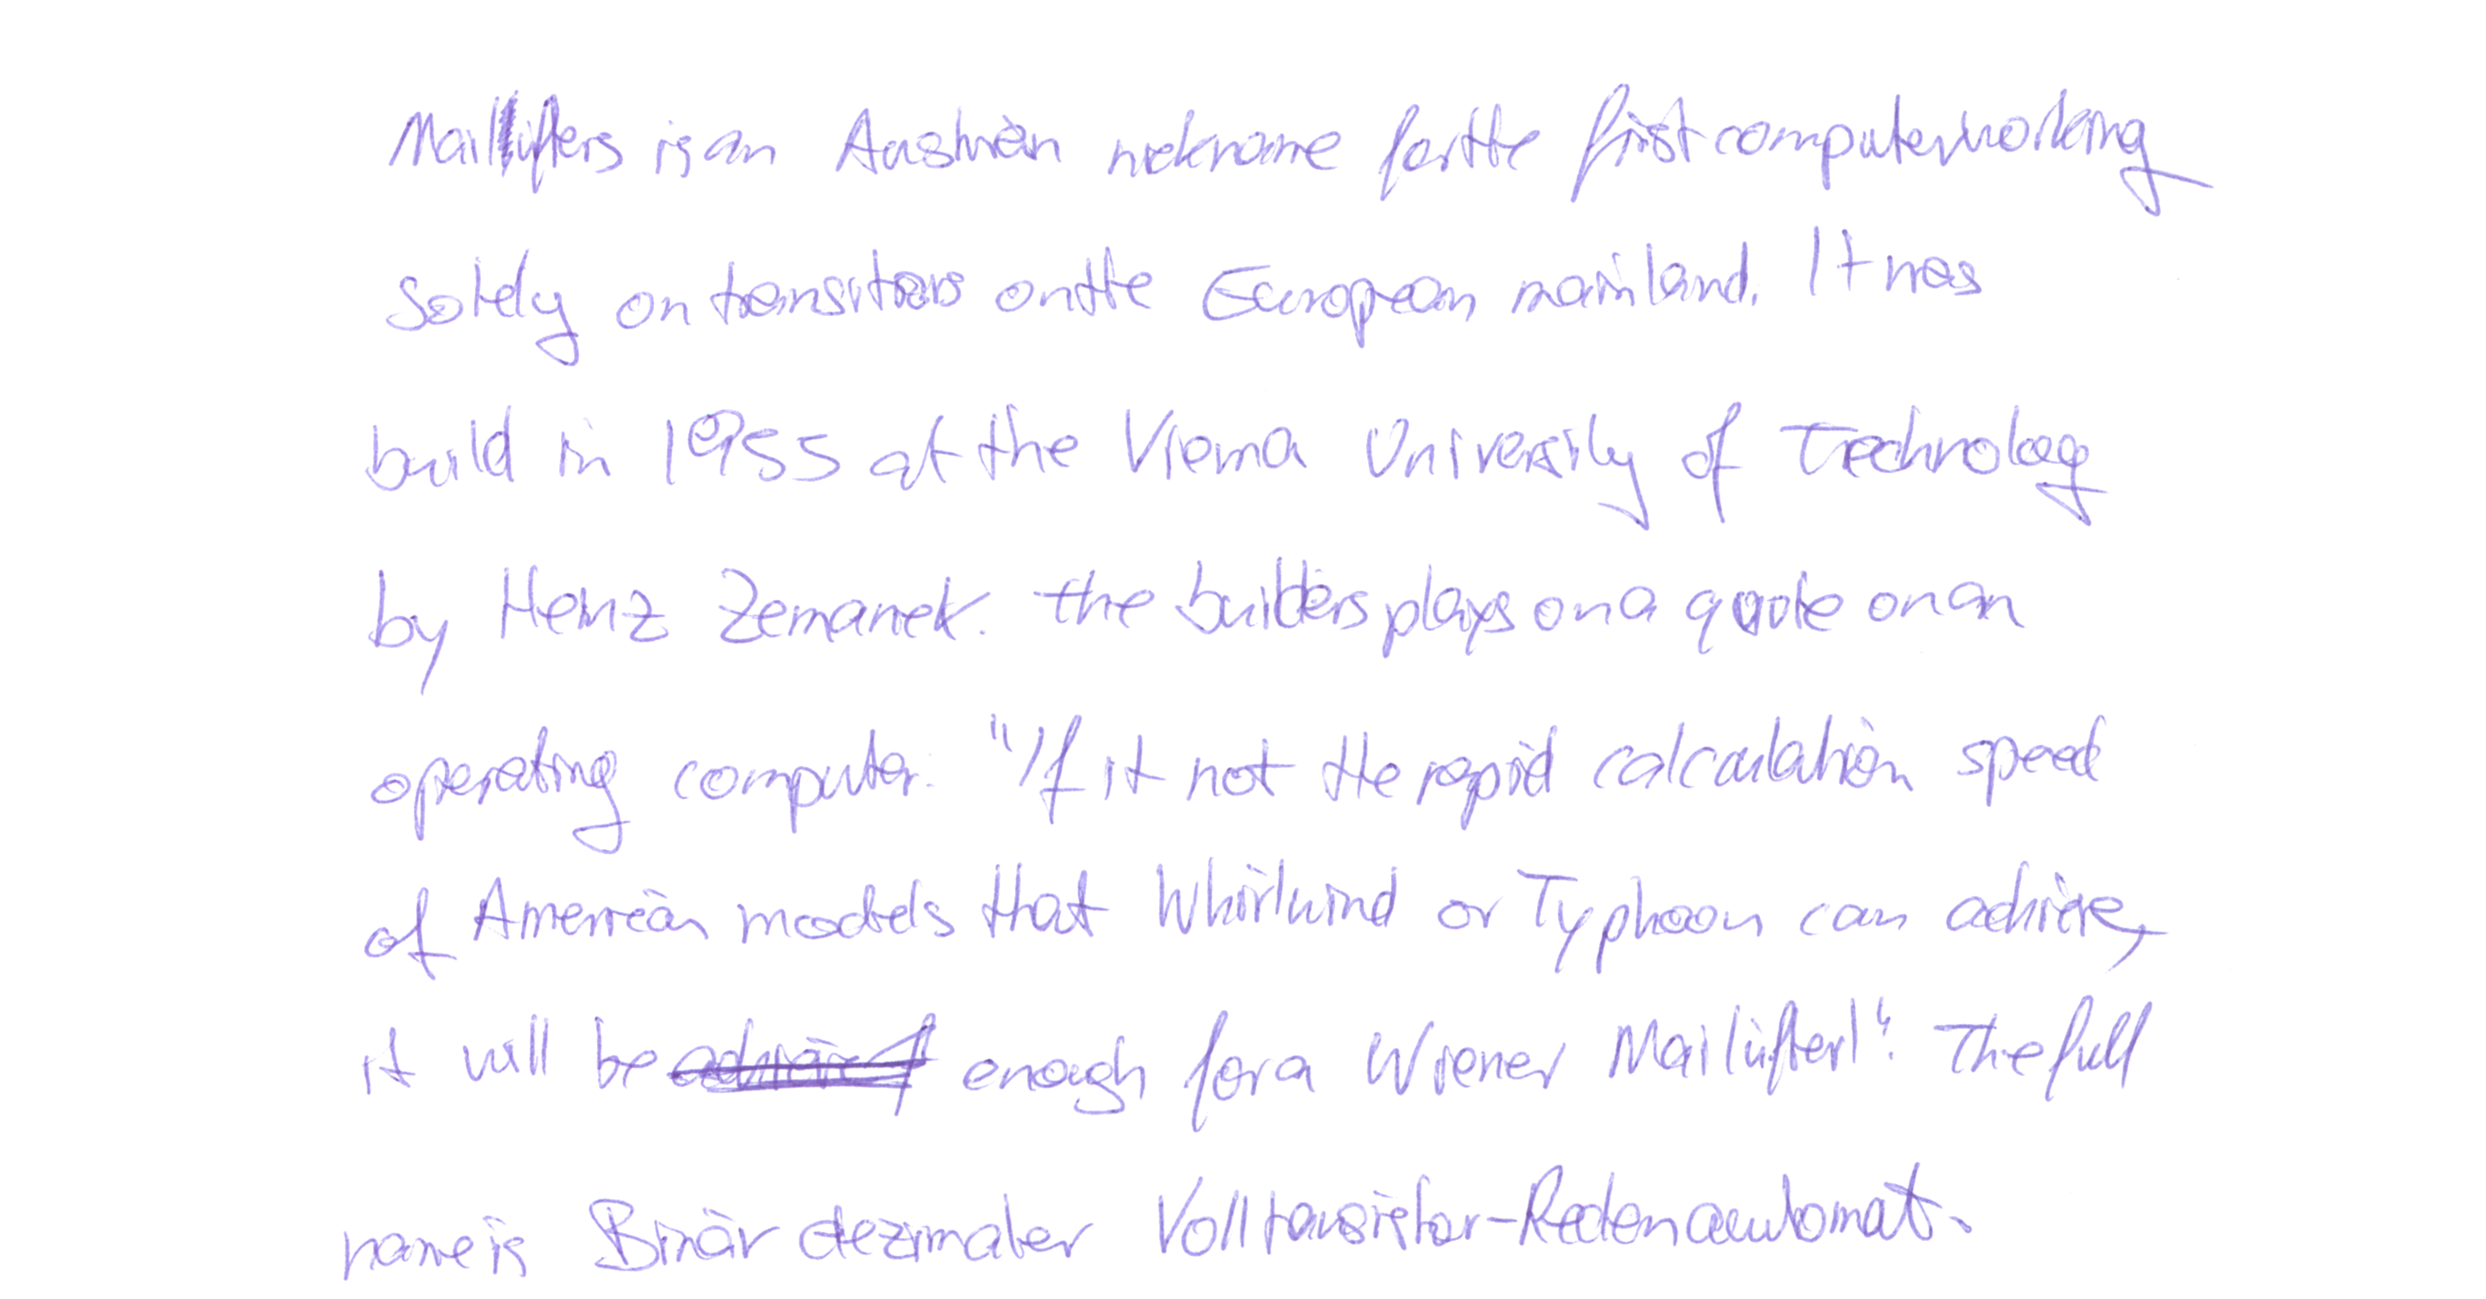 Mailüfters is an Austrian nickname for the first computer working
solely on transistors on the European mainland. It was
build in 1955 at the Vienna University of Technology
by Heinz Zemanek. the builders plays on a quote on an
operating computer. "If it not the rapid calculation speed
of American models that Whirlwind or Typhoon can achieve,
it will be enough for a Wiener Mailüfterl". The full
name is Binär dezimaler Volltransistor-Rechenautomat.